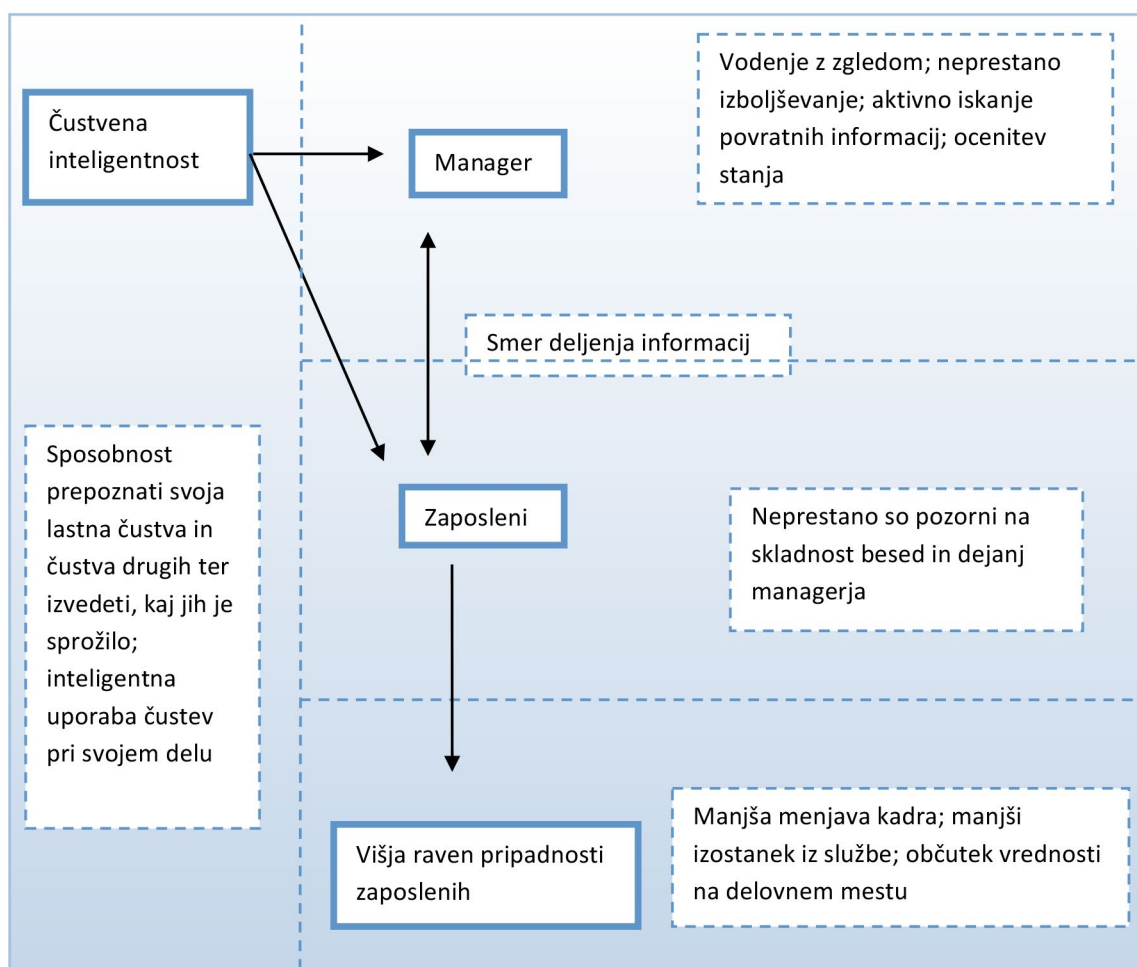 Vodenje z zgledom; neprestano
izboljševanje; aktivno iskanje
povratnih informacij; ocenitev
stanja
Čustvena
inteligentnost
Manager
Smer deljenja informacij
Sposobnost
prepoznati svoja
lastna čustva in
čustva drugih ter
izvedeti, kaj jih je
sprožilo;
inteligentna
uporaba čustev
pri svojem delu
Zaposleni
Neprestano so pozorni na
skladnost besed in dejanj
managerja
Višja raven pripadnosti
zaposlenih
Manjša menjava kadra; manjši
izostanek iz službe; občutek vrednosti
na delovnem mestu